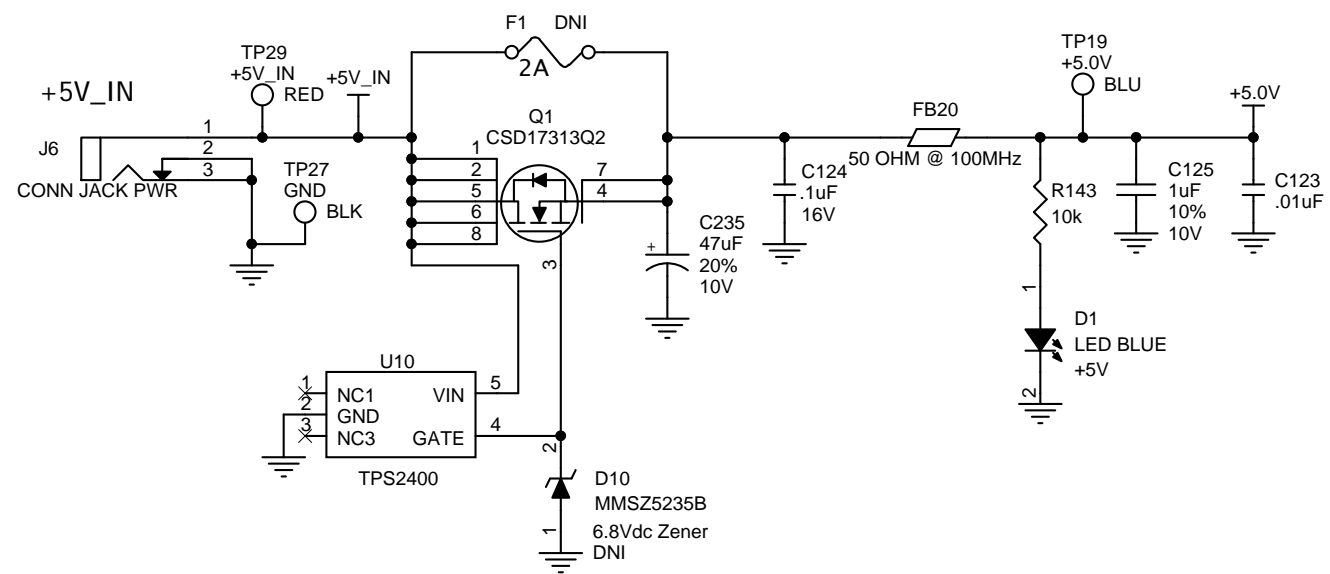 F1 DNI
2A
TP29
+5V_IN
RED
+5V_IN
+5V_IN
J6
1
2
3
CONN JACK PWR
TP27
GND
BLK
Q1
CSD17313Q2
1
2
5
6
8
7
4
3
C235
47uF
20%
10V
+
C124
.1uF
16V
FB20
50 OHM @ 100MHz
TP19
+5.0V
BLU
+5.0V
R143
10k
C125
1uF
10%
10V
C123
.01uF
1
D1
LED BLUE
+5V
2
U10
1
2
3
NC1
GND
NC3
VIN
GATE
5
4
TPS2400
2
D10
MMSZ5235B
1
6.8Vdc Zener
DNI